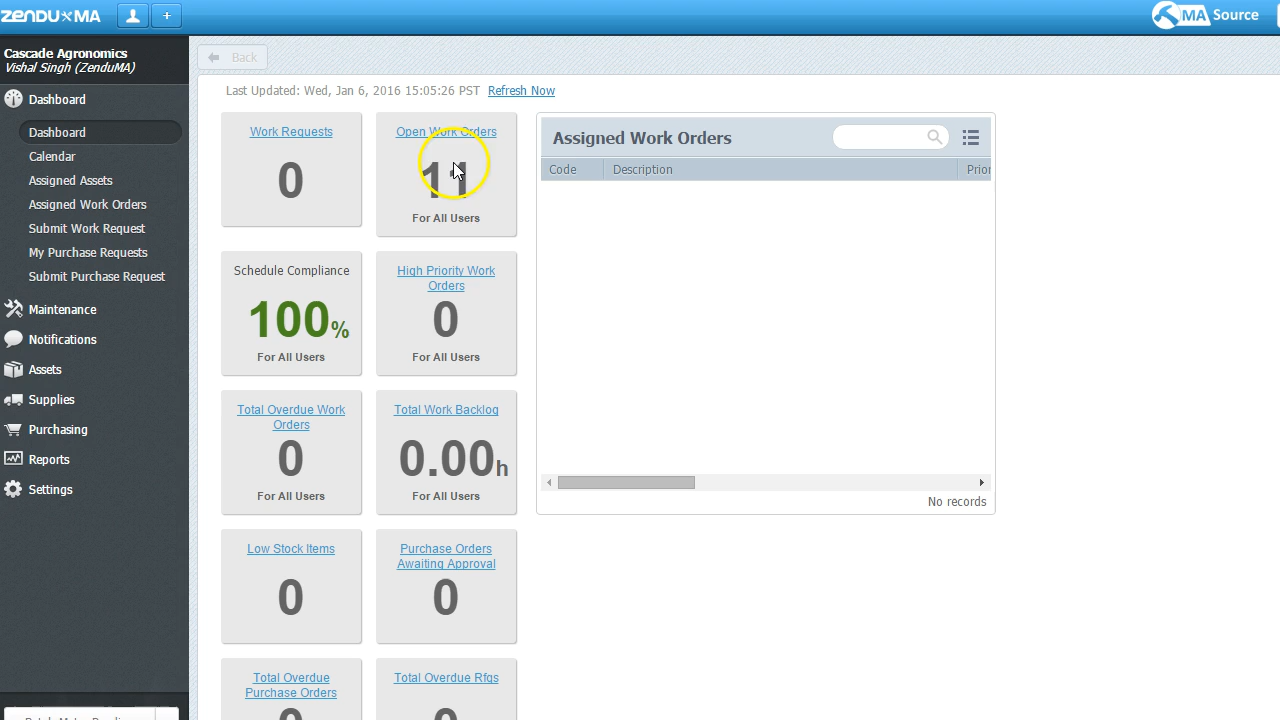 ZENDU MA
MA Source
Cascade Agronomics
Vishal Singh (ZenduMA)
Dashboard
Dashboard
Calendar
Assigned Assets
Assigned Work Orders
Submit Work Request
My Purchase Requests
Submit Purchase Request
Maintenance
Notifications
Assets
Supplies
Purchasing
Reports
Settings
Back
Last Updated: Wed, Jan 6, 2016 15:05:26 PST Refresh Now
Work Requests
0
Open Work Orders
11
For All Users
Schedule Compliance
100%
For All Users
High Priority Work
Orders
0
For All Users
Total Overdue Work
Orders
0
For All Users
Total Work Backlog
0.00h
For All Users
Low Stock Items
0
Purchase Orders
Awaiting Approval
0
Total Overdue
Purchase Orders
Total Overdue Rfqs
Assigned Work Orders
Code Description Prior
No records